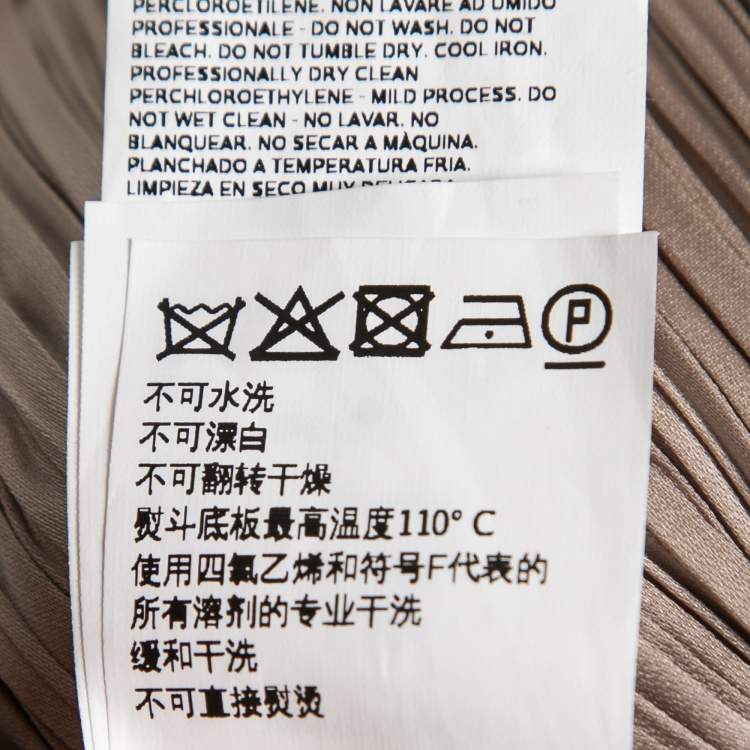 PERCLOROETILENE. NON LAVARE AD UMIDO
PROFESSIONALE - DO NOT WASH. DO NOT
BLEACH. DO NOT TUMBLE DRY. COOL IRON.
PROFESSIONALLY DRY CLEAN
PERCHLOROETHYLENE - MILD PROCESS. DO
NOT WET CLEAN - NO LAVAR. NO
BLANQUEAR. NO SECAR A MÀQUINA.
PLANCHADO A TEMPERATURA FRIA.
LIMPIEZA EN SECO MUY DELICADA
P
不可水洗
不可漂白
不可翻转干燥
熨斗底板最高温度110° C
使用四氯乙烯和符号F代表的
所有溶剂的专业干洗
缓和干洗
不可直接熨烫